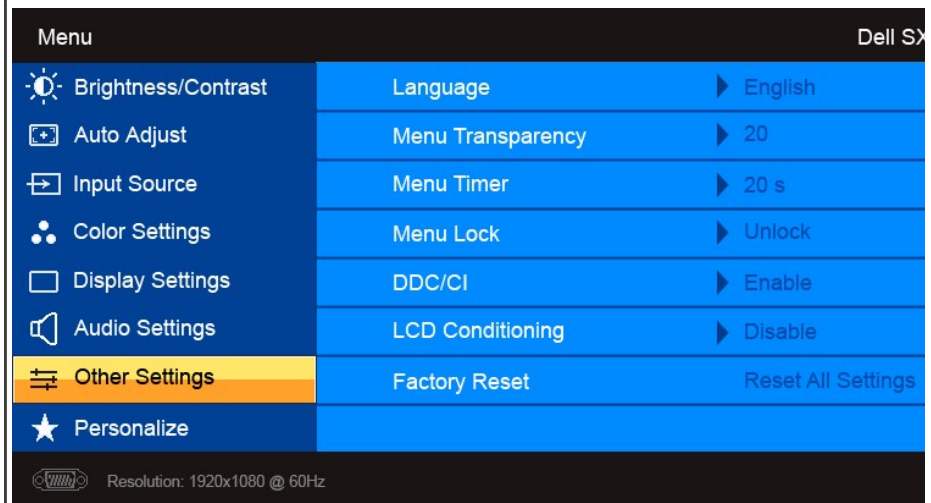 Menu Dell SX
Brightness/Contrast Language English
Auto Adjust Menu Transparency 20
Input Source Menu Timer 20 s
Color Settings Menu Lock Unlock
Display Settings DDC/CI Enable
Audio Settings LCD Conditioning Disable
Other Settings Factory Reset Reset All Settings
Personalize
Resolution: 1920x1080 @ 60Hz